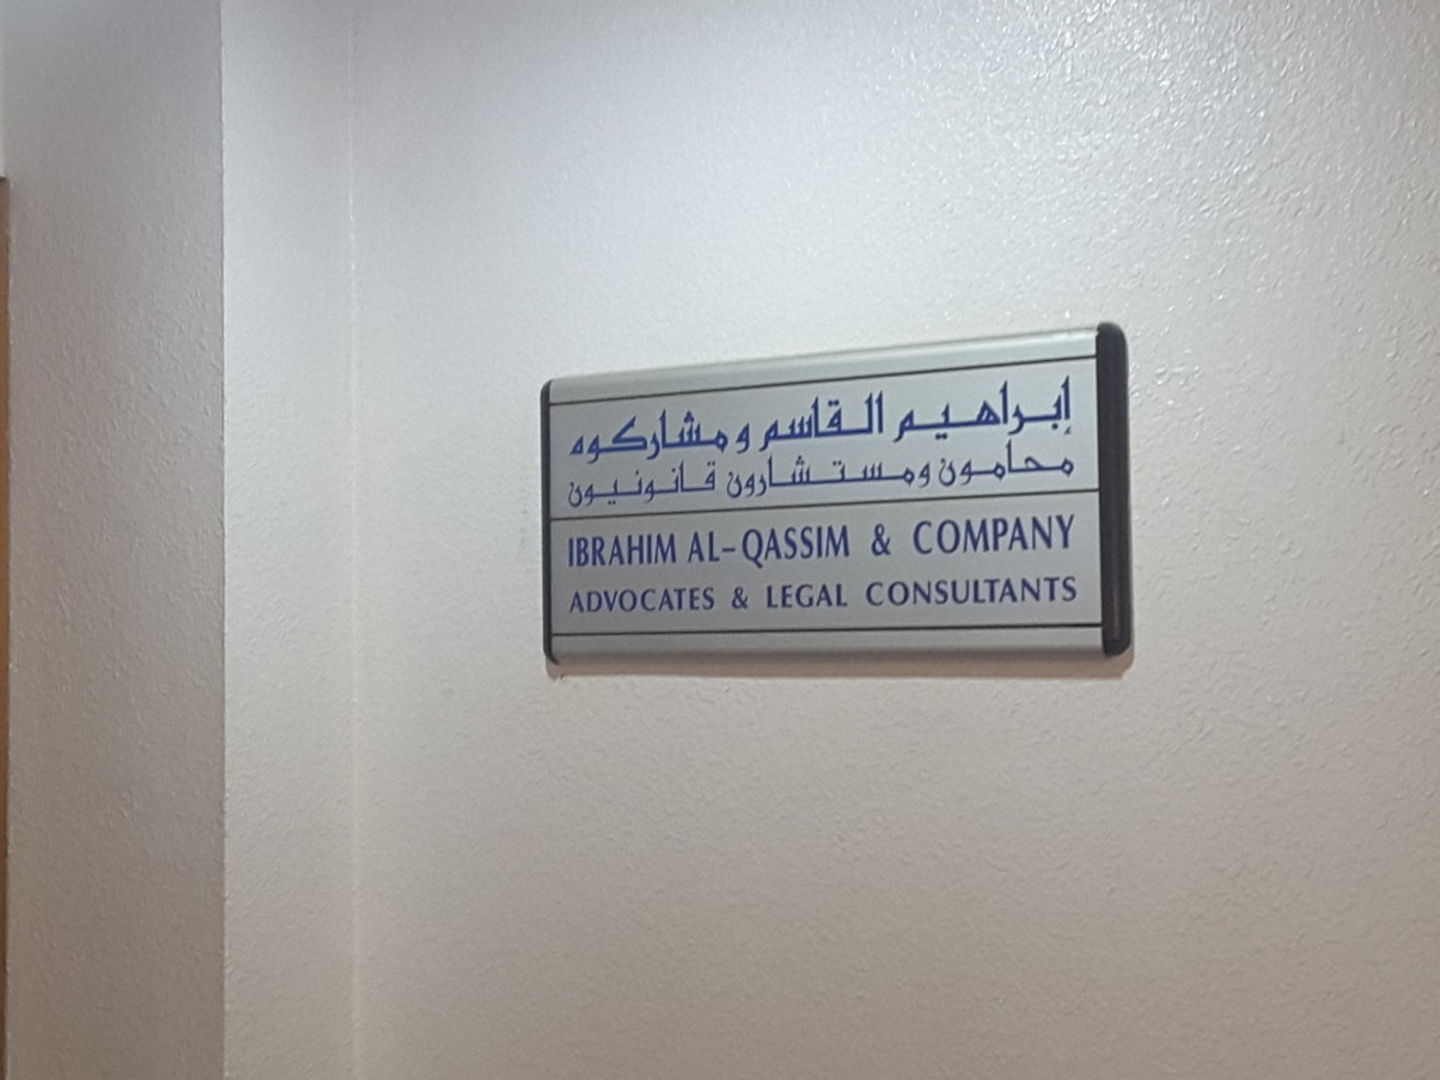 إبراهيم القاسم ومشاركوه
محامون ومستشارون قانونيون
IBRAHIM AL-QASSIM & COMPANY
ADVOCATES & LEGAL CONSULTANTS